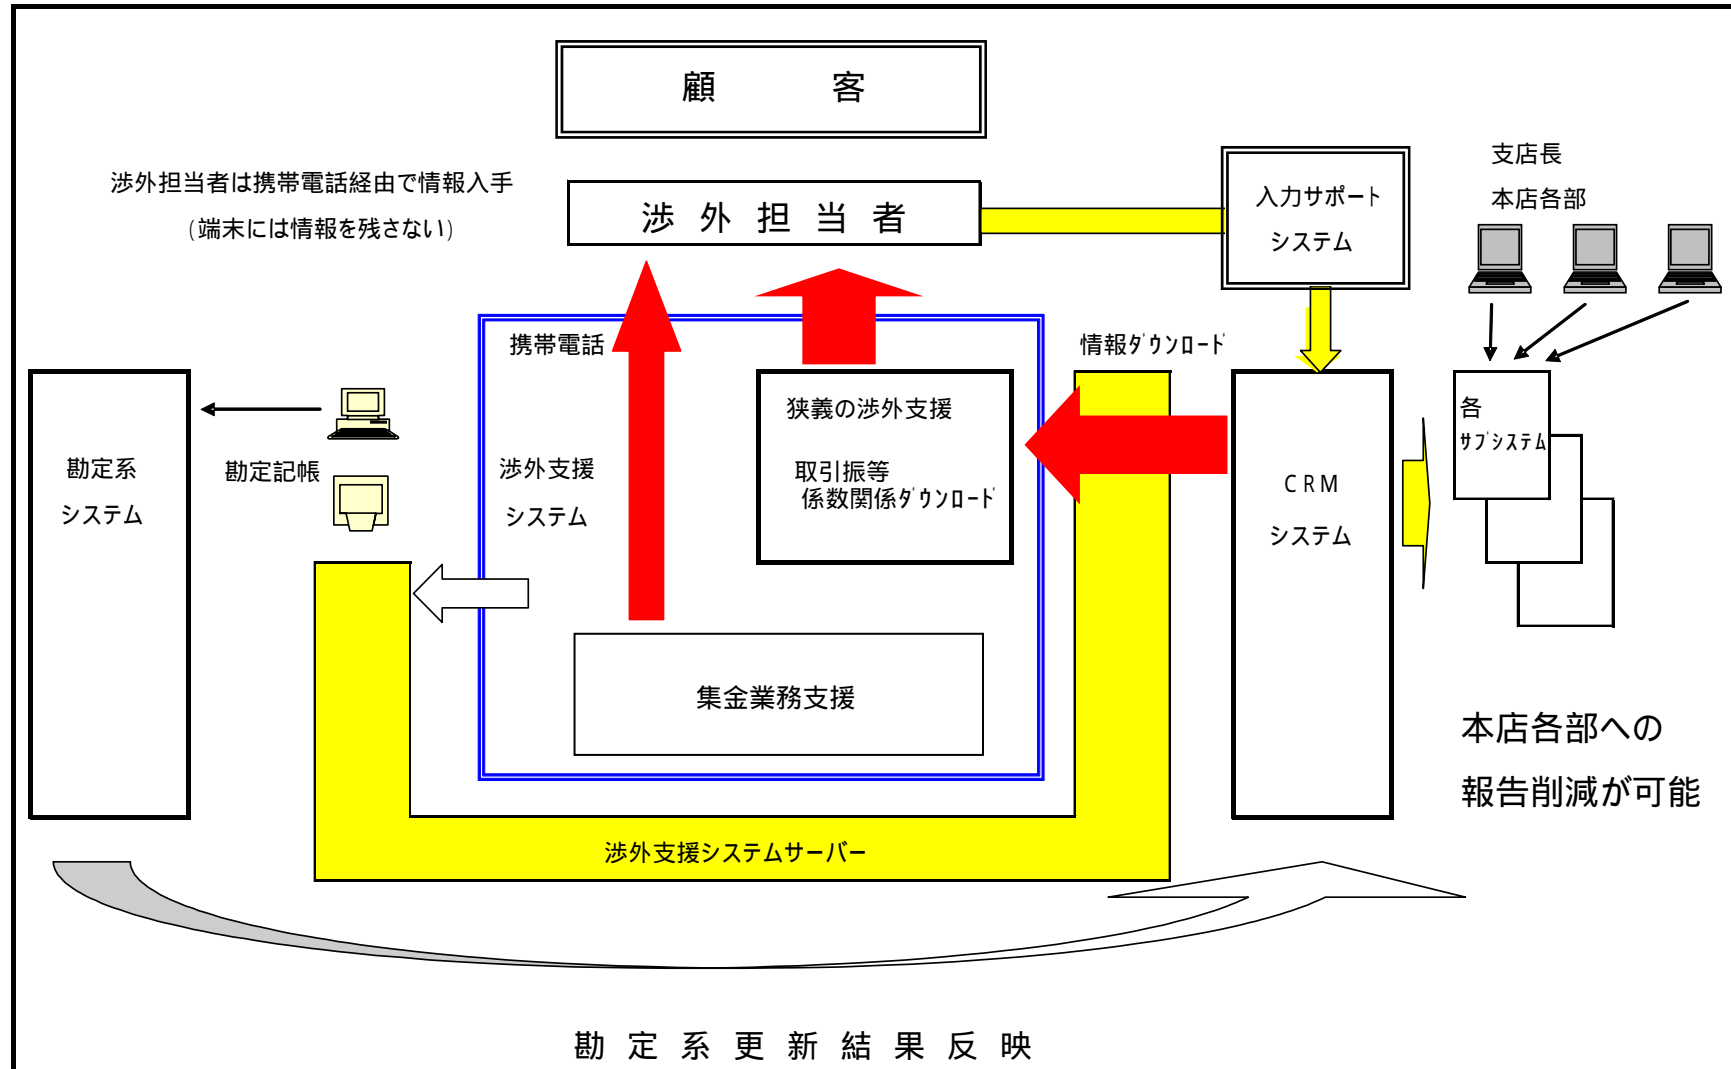 顧　客
渉外担当者は携帯電話経由で情報入手
(端末には情報を残さない)
渉外担当者
入力サポート
システム
支店長
本店各部
携帯電話
情報ダウンロード
狭義の渉外支援
取引振等
係数関係ダウンロード
各
サブシステム
勘定系
システム
勘定記帳
渉外支援
システム
CRM
システム
集金業務支援
本店各部への
報告削減が可能
渉外支援システムサーバー
勘定系更新結果反映